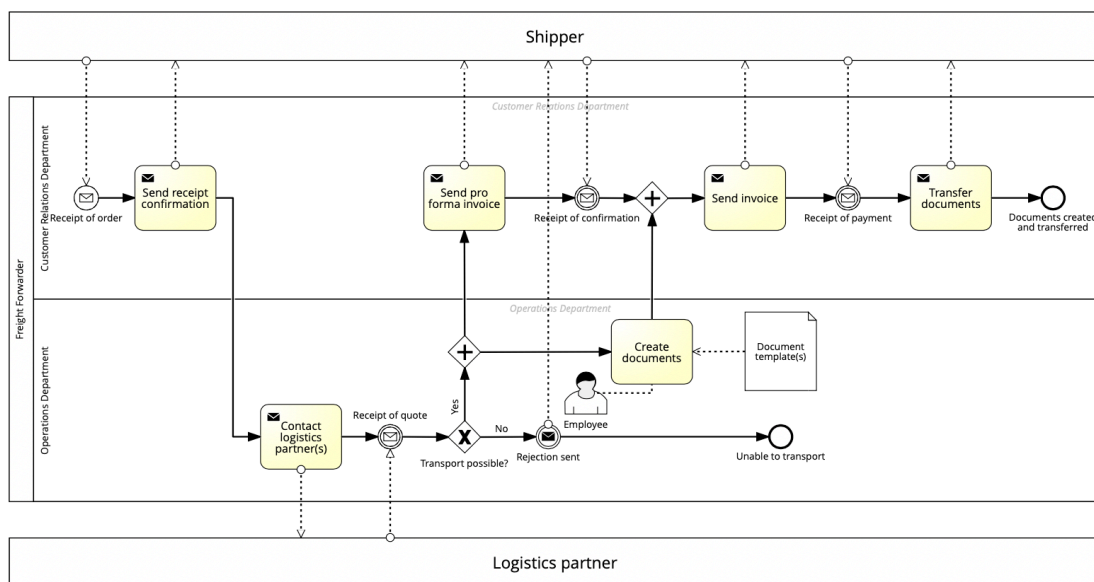 Shipper
Freight Forwarder
Customer Relations Department
Customer Relations Department
Receipt of order
Send receipt
confirmation
Send pro
forma invoice
Receipt of confirmation
Send invoice
Receipt of payment
Transfer
documents
Documents created
and transferred
Operations Department
Operations Department
Create
documents
Document
template(s)
Employee
Contact
logistics
partner(s)
Receipt of quote
Yes
No
Transport possible?
Rejection sent
Unable to transport
Logistics partner